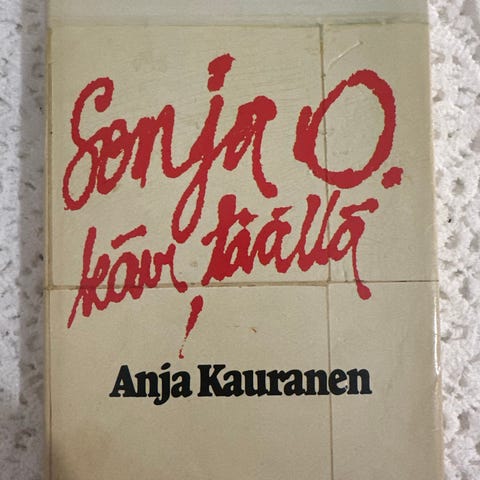 Sonja O.
kävi täällä
Anja Kauranen